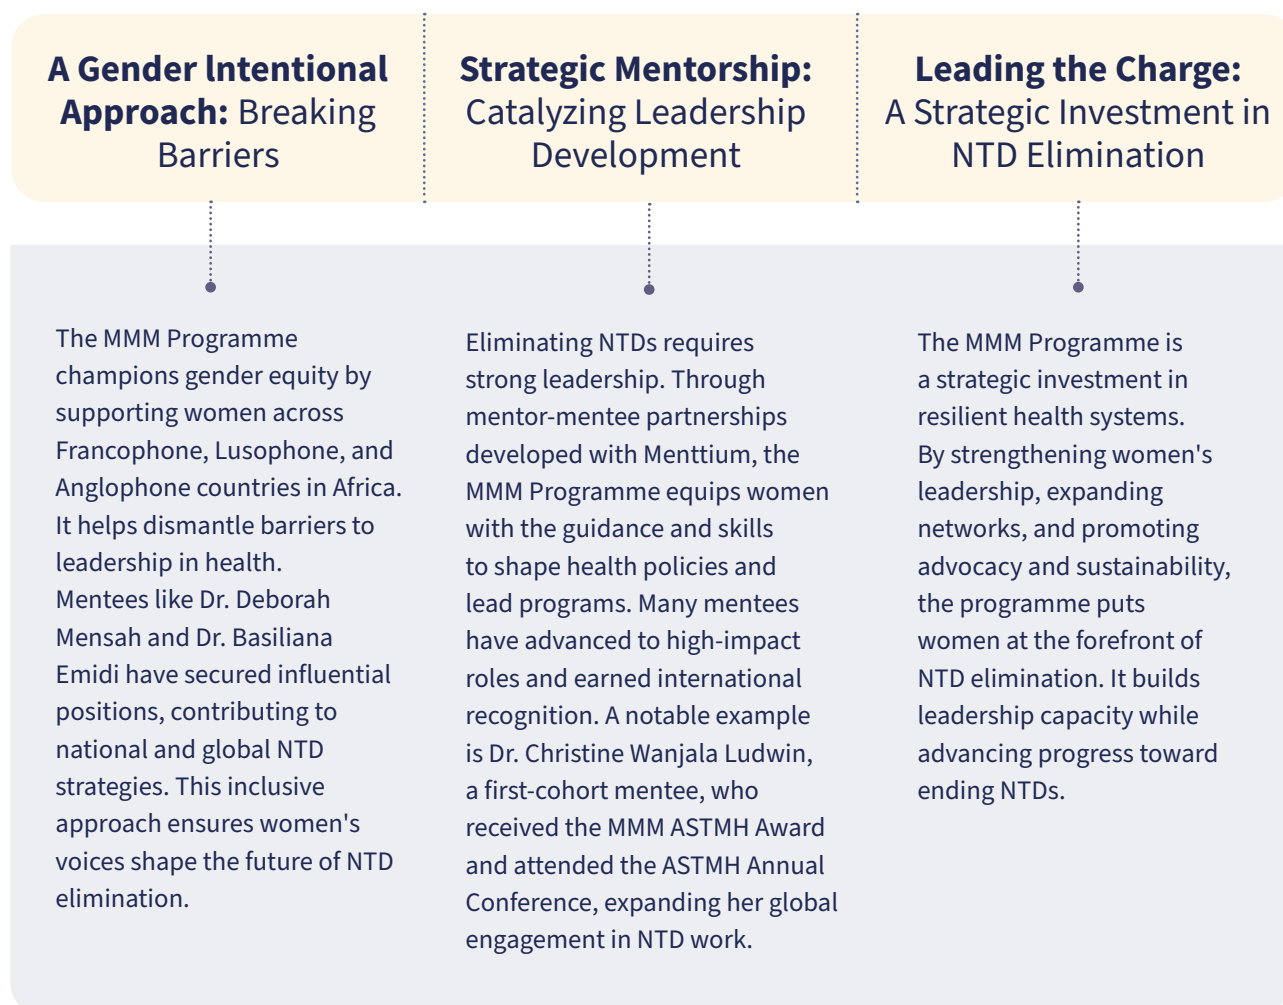 A Gender Intentional
Approach: Breaking
Barriers
Strategic Mentorship:
Catalyzing Leadership
Development
Leading the Charge:
A Strategic Investment in
NTD Elimination
The MMM Programme
champions gender equity by
supporting women across
Francophone, Lusophone, and
Anglophone countries in Africa.
It helps dismantle barriers to
leadership in health.
Mentees like Dr. Deborah
Mensah and Dr. Basiliana
Emidi have secured influential
positions, contributing to
national and global NTD
strategies. This inclusive
approach ensures women's
voices shape the future of NTD
elimination.
Eliminating NTDs requires
strong leadership. Through
mentor-mentee partnerships
developed with Menttium, the
MMM Programme equips women
with the guidance and skills
to shape health policies and
lead programs. Many mentees
have advanced to high-impact
roles and earned international
recognition. A notable example
is Dr. Christine Wanjala Ludwin,
a first-cohort mentee, who
received the MMM ASTMH Award
and attended the ASTMH Annual
Conference, expanding her global
engagement in NTD work.
The MMM Programme is
a strategic investment in
resilient health systems.
By strengthening women's
leadership, expanding
networks, and promoting
advocacy and sustainability,
the programme puts
women at the forefront of
NTD elimination. It builds
leadership capacity while
advancing progress toward
ending NTDs.